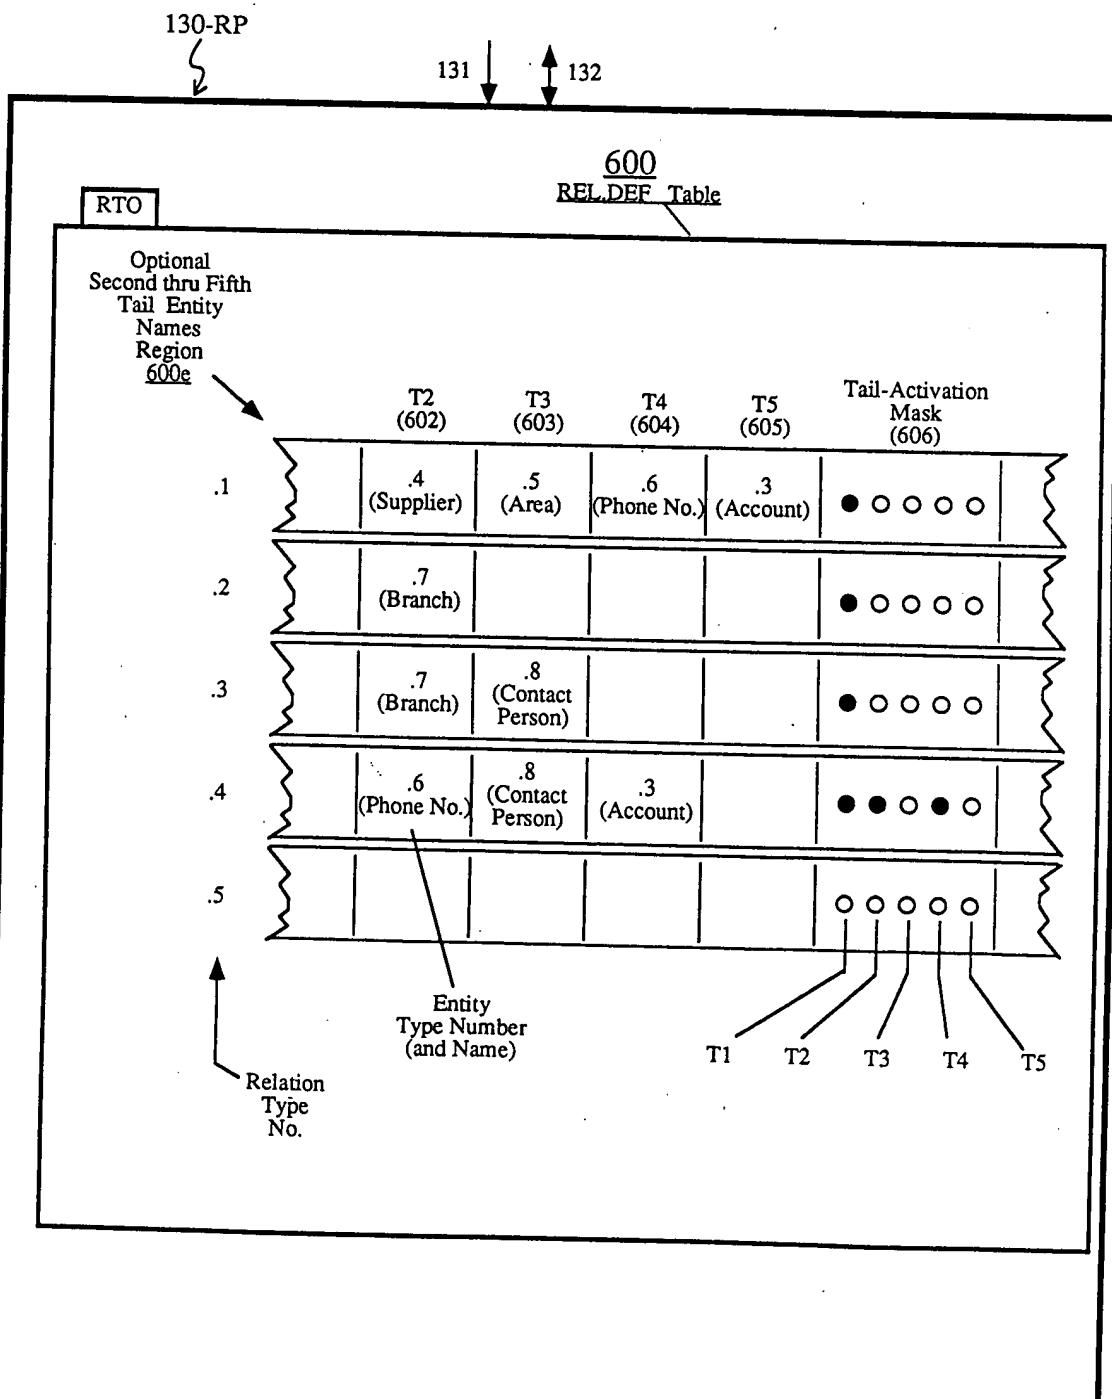 130-RP
131
132
600
REL.DEF Table
RTO
Optional
Second thru Fifth
Tail Entity
Names
Region
600e
T2
(602)
T3
(603)
T4
(604)
T5
(605)
Tail-Activation
Mask
(606)
.1
.4
(Supplier)
.5
(Area)
.6
(Phone No.)
.3
(Account)
.2
.7
(Branch)
.3
.7
(Branch)
.8
(Contact
Person)
.4
.6
(Phone No.)
.8
(Contact
Person)
.3
(Account)
.5
Entity
Type Number
(and Name)
T1
T2
T3
T4
T5
Relation
Type
No.